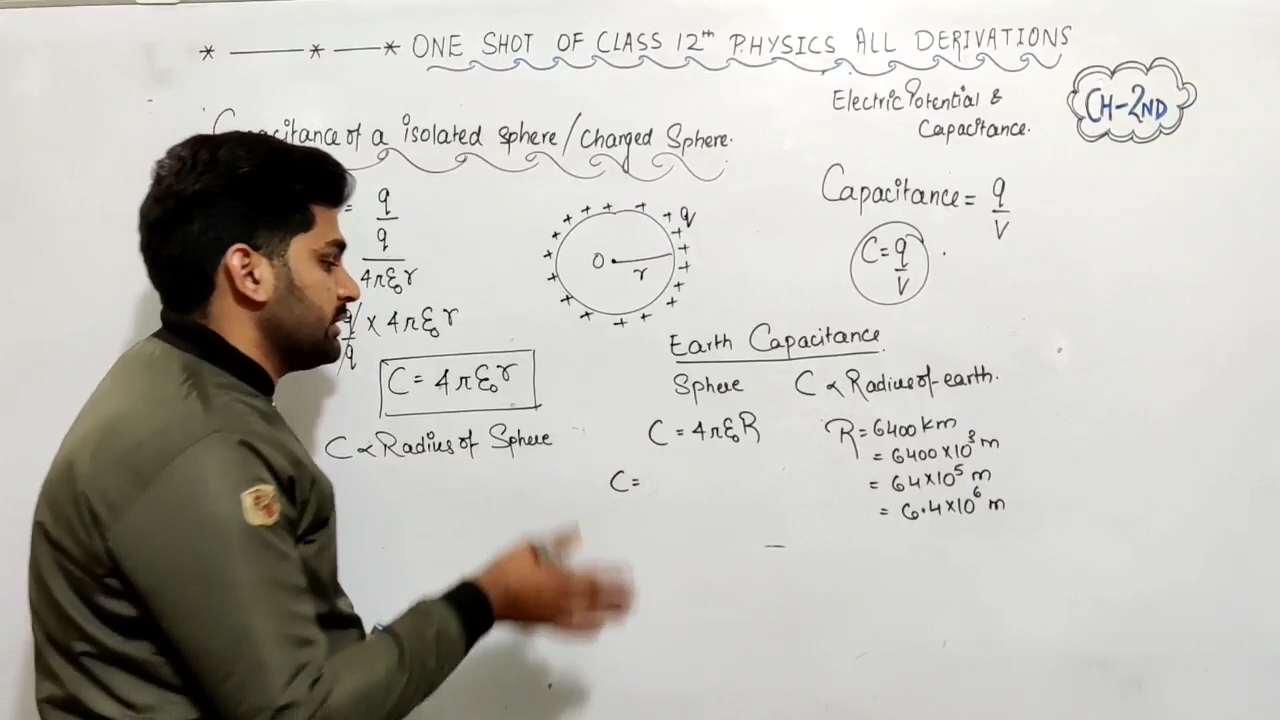 * —— * — * ONE SHOT OF CLASS 12th PHYSICS ALL DERIVATIONS
Electric Potential &
Capacitance.
CH-2ND
Capacitance of a isolated sphere / Charged Sphere.
= q
q
4πε₀r
q × 4πε₀r
q
C = 4πε₀r
C ∝ Radius of Sphere
+ + + + + + + + + + + + + + + + + + q
O r
Capacitance = q
V
C = q
V
Earth Capacitance
Sphere C ∝ Radius of earth.
C = 4πε₀R
C =
R = 6400 km
= 6400 × 10³ m
= 64 × 10⁵ m
= 6.4 × 10⁶ m